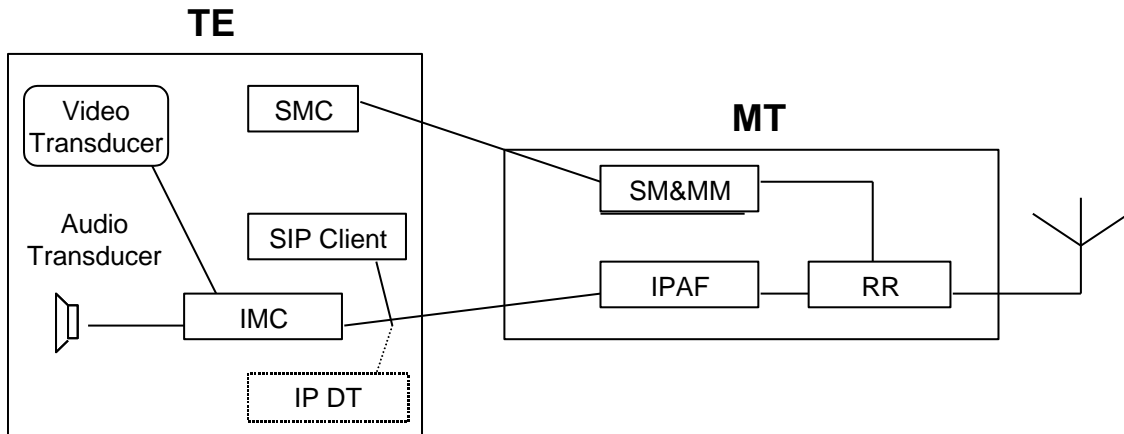 TE
Video
Transducer
SMC
MT
SM&MM
Audio
Transducer
SIP Client
IPAF
RR
IMC
IP DT